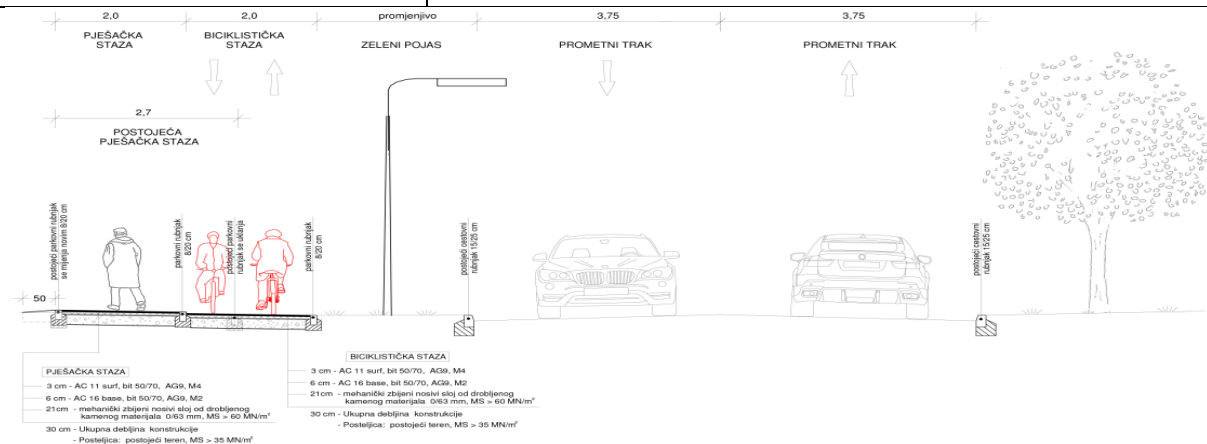 2,0
2,0
promjenjivo
3,75
3,75
PJEŠAČKA
STAZA
BICIKLISTIČKA
STAZA
ZELENI POJAS
PROMETNI TRAK
PROMETNI TRAK
2,7
POSTOJEĆA
PJEŠAČKA STAZA
postojeći parkovni rubnjak
se mijenja novim 8/20 cm
parkovni rubnjak
8/20 cm
postojeći parkovni
rubnjak se uklanja
parkovni rubnjak
8/20 cm
postojeći cestovni
rubnjak 15/25 cm
postojeći cestovni
rubnjak 15/25 cm
50
PJEŠAČKA STAZA
3 cm - AC 11 surf, bit 50/70, AG9, M4
6 cm - AC 16 base, bit 50/70, AG9, M2
21cm - mehanički zbijeni nosivi sloj od drobljenog
kamenog materijala 0/63 mm, MS > 60 MN/m²
30 cm - Ukupna debljina konstrukcije
- Posteljica: postojeći teren, MS > 35 MN/m²
BICIKLISTIČKA STAZA
3 cm - AC 11 surf, bit 50/70, AG9, M4
6 cm - AC 16 base, bit 50/70, AG9, M2
21cm - mehanički zbijeni nosivi sloj od drobljenog
kamenog materijala 0/63 mm, MS > 60 MN/m²
30 cm - Ukupna debljina konstrukcije
- Posteljica: postojeći teren, MS > 35 MN/m²